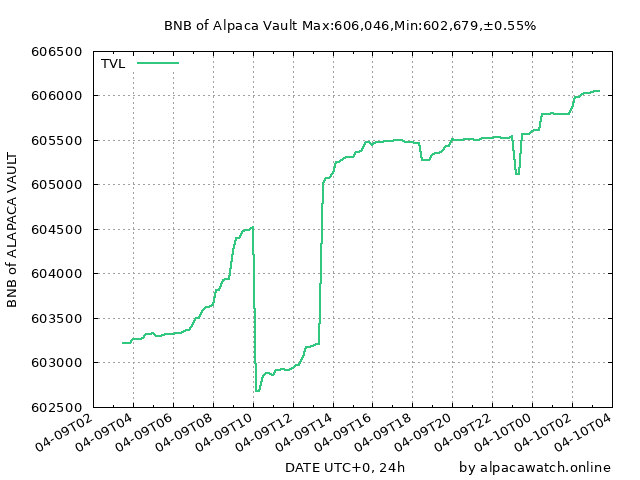 BNB of Alpaca Vault Max:606,046,Min:602,679,±0.55%
TVL
BNB of ALAPACA VAULT
606500
606000
605500
605000
604500
604000
603500
603000
602500
04-09T02
04-09T04
04-09T06
04-09T08
04-09T10
04-09T12
04-09T14
04-09T16
04-09T18
04-09T20
04-09T22
04-10T00
04-10T02
04-10T04
DATE UTC+0, 24h
by alpacawatch.online